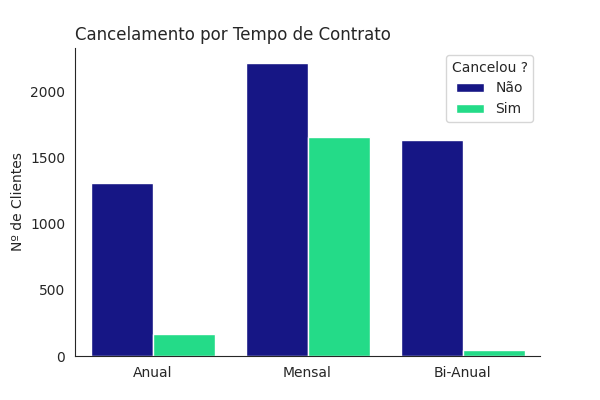 Cancelamento por Tempo de Contrato
Cancelou ?
Não
Sim
Nº de Clientes
2000
1500
1000
500
0
Anual
Mensal
Bi-Anual